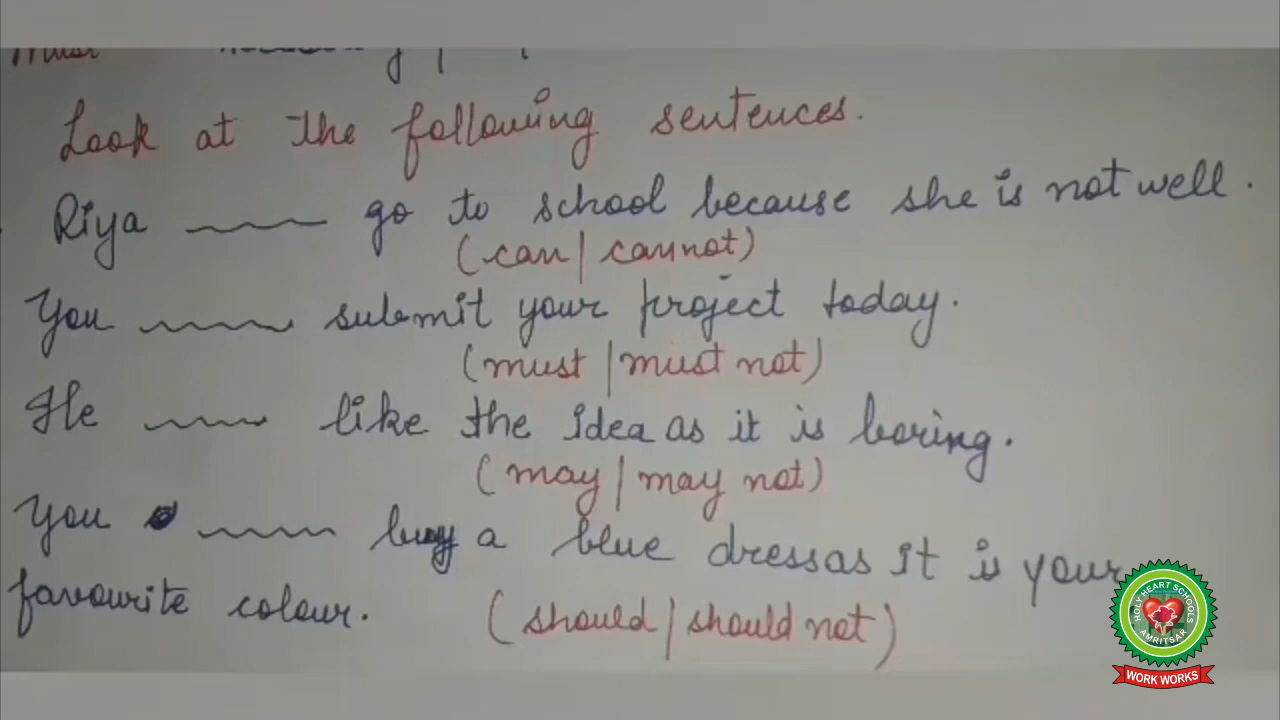 Must
Look at the following sentences.
Riya ____ go to school because she is not well.
(can/cannot)
You ____ submit your project today.
(must/must not)
He ____ like the idea as it is boring.
(may/may not)
You ____ buy a blue dress as it is your
favourite colour. (should/should not)
HOLY HEART SCHOOLS
AMRITSAR
WORK WORKS